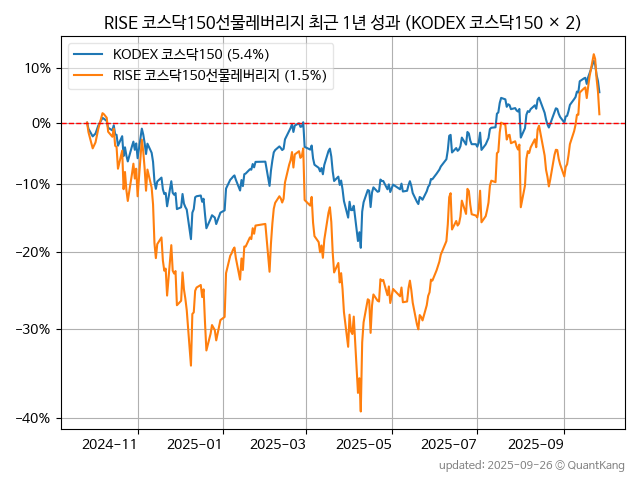 RISE 코스닥150선물레버리지 최근 1년 성과 (KODEX 코스닥150 × 2)
KODEX 코스닥150 (5.4%)
RISE 코스닥150선물레버리지 (1.5%)
10%
0%
−10%
−20%
−30%
−40%
2024-11 2025-01 2025-03 2025-05 2025-07 2025-09
updated: 2025-09-26 © QuantKang